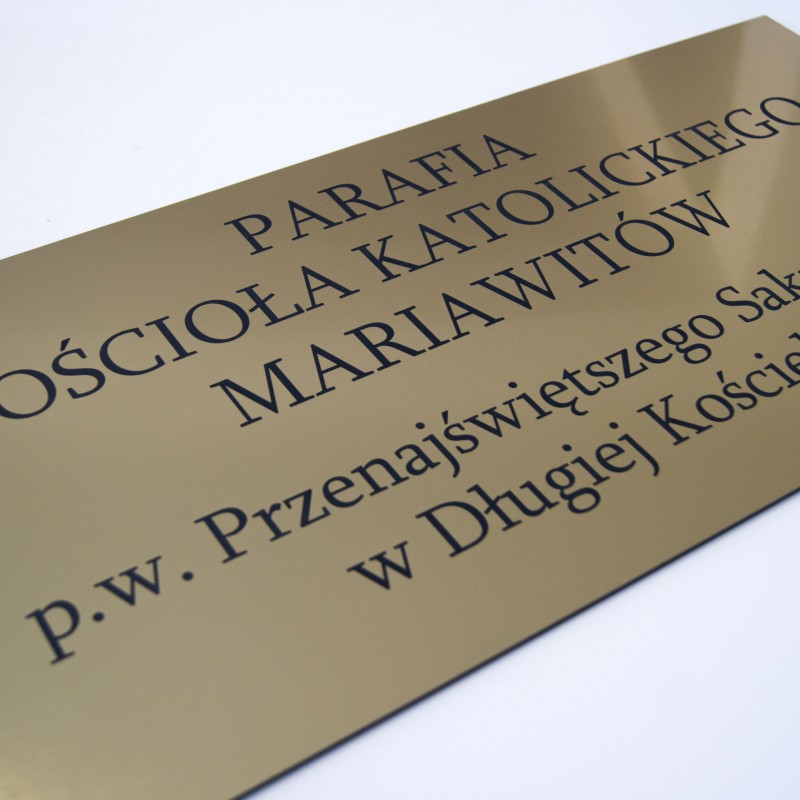 PARAFIA
OŚCIOŁA KATOLICKIEGO
MARIAWITÓW
p.w. Przenajświętszego Sak
w Długiej Kościel